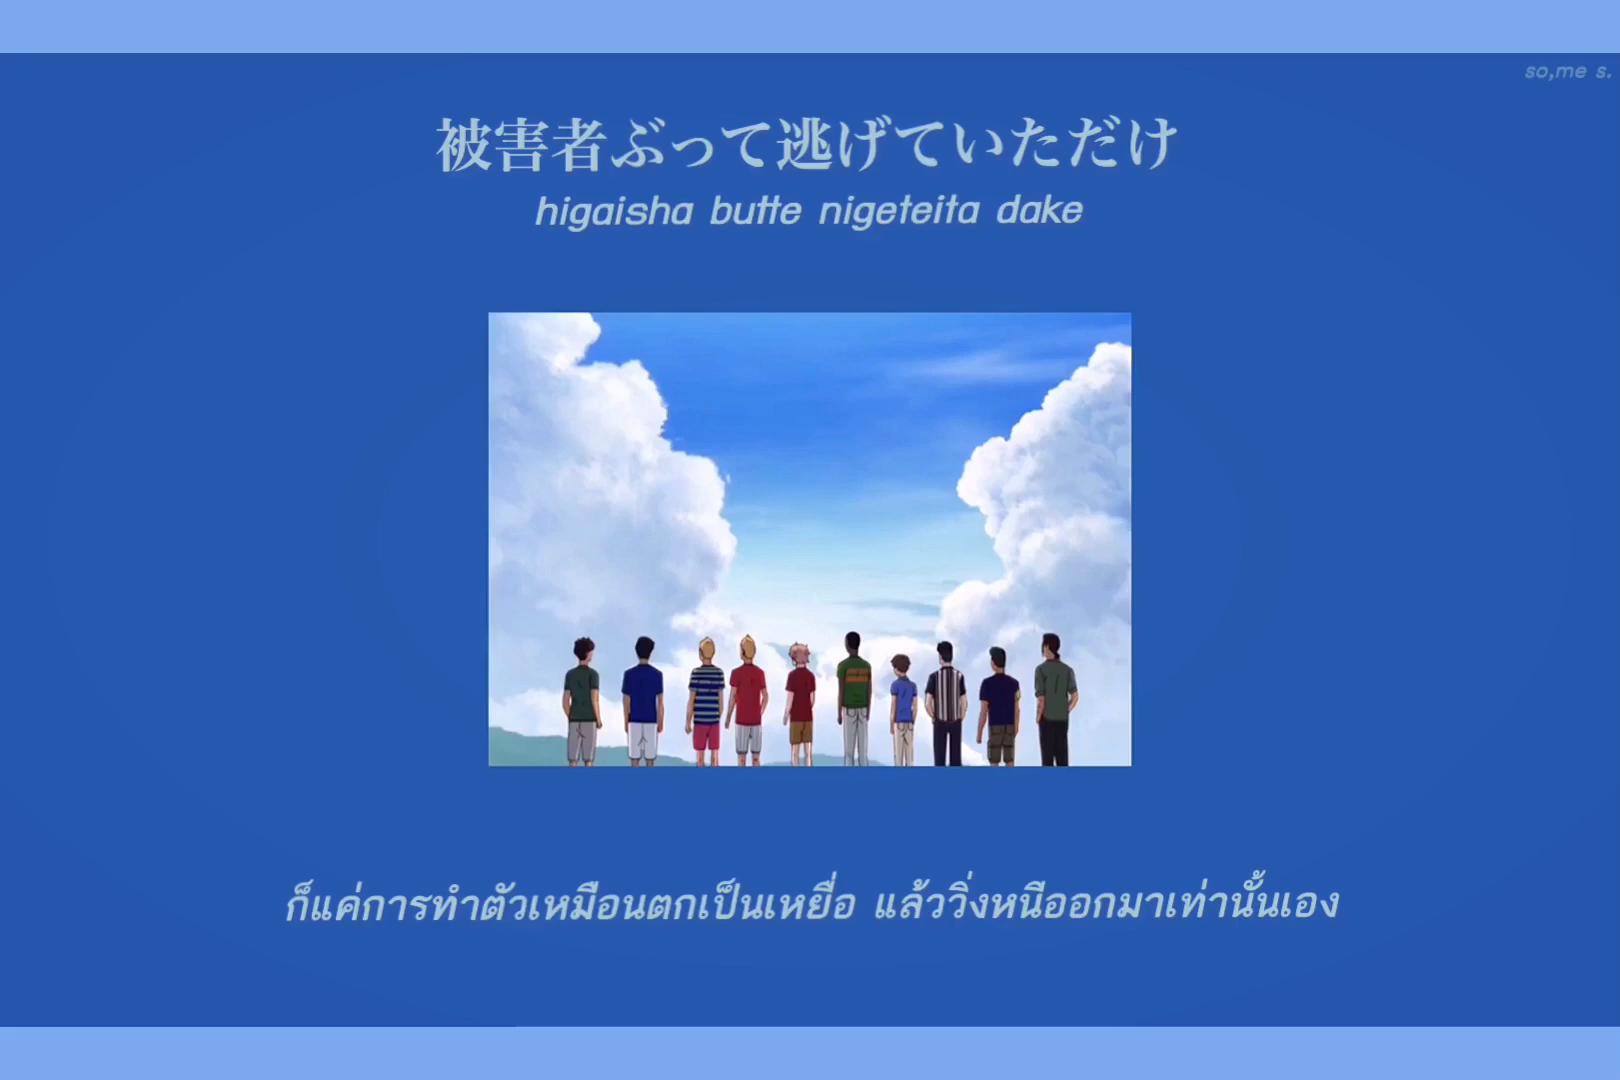 so,me s.
被害者ぶって逃げていただけ
higaisha butte nigeteita dake
ก็แค่การทำตัวเหมือนตกเป็นเหยื่อ แล้ววิ่งหนีออกมาเท่านั้นเอง